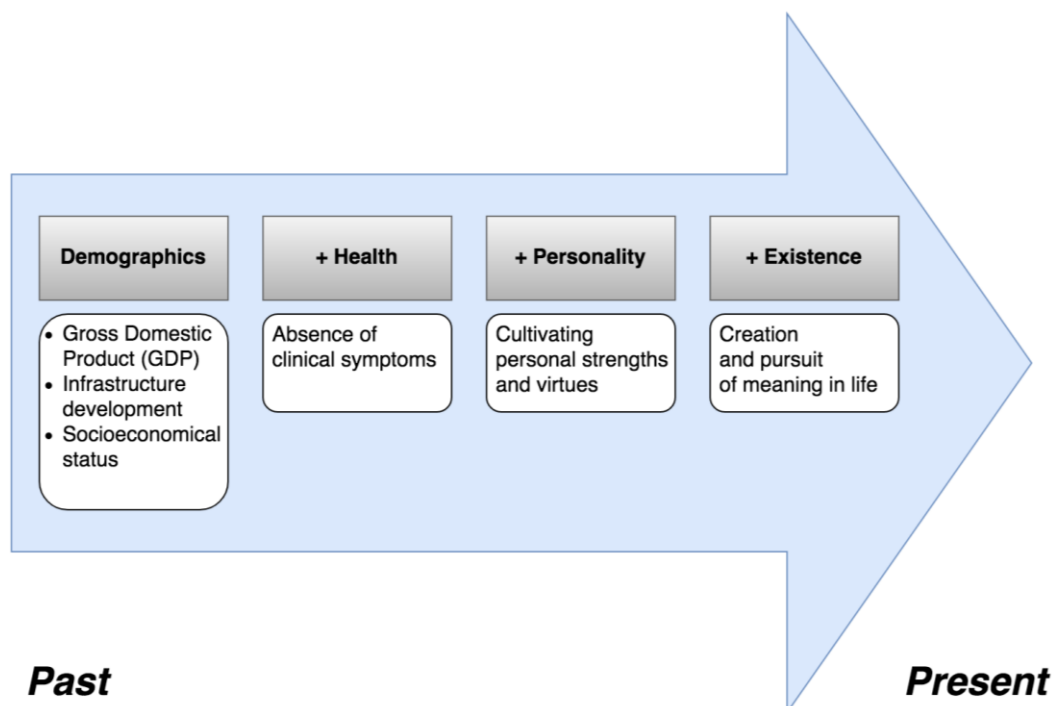 Demographics
+ Health
+ Personality
+ Existence
• Gross Domestic
Product (GDP)
• Infrastructure
development
• Socioeconomical
status
Absence of
clinical symptoms
Cultivating
personal strengths
and virtues
Creation
and pursuit
of meaning in life
Past
Present